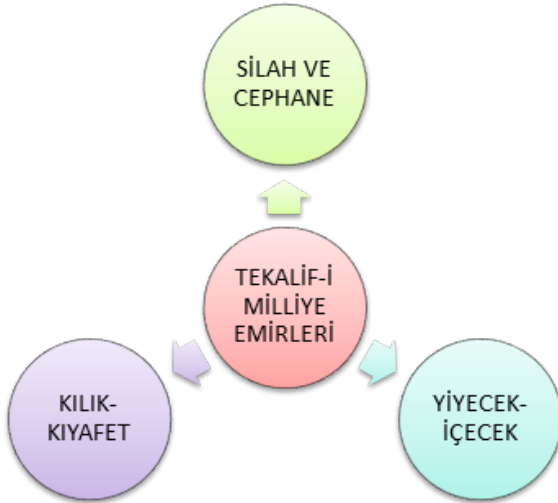 SİLAH VE
CEPHANE
TEKALİF-İ
MİLLİYE
EMİRLERİ
KILIK-
KIYAFET
YİYECEK-
İÇECEK